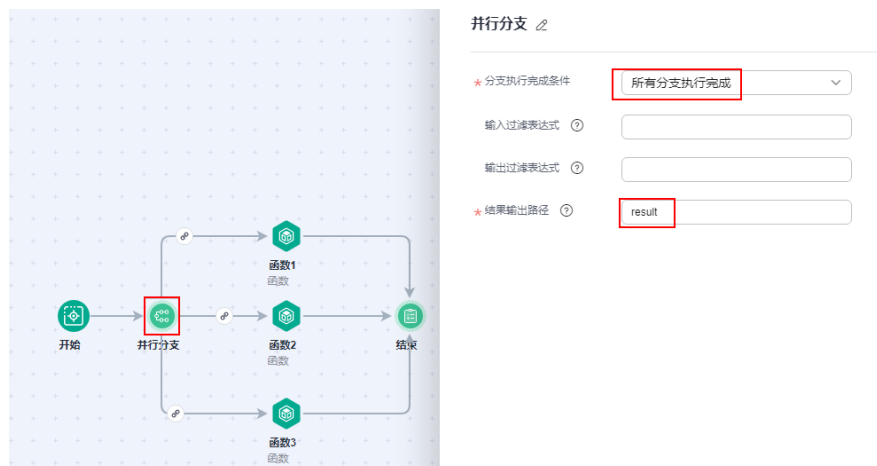 并行分支
分支执行完成条件
所有分支执行完成
输入过滤表达式 ?
输出过滤表达式 ?
结果输出路径 ?
result
函数1
函数
开始
并行分支
函数2
函数
结束
函数3
函数